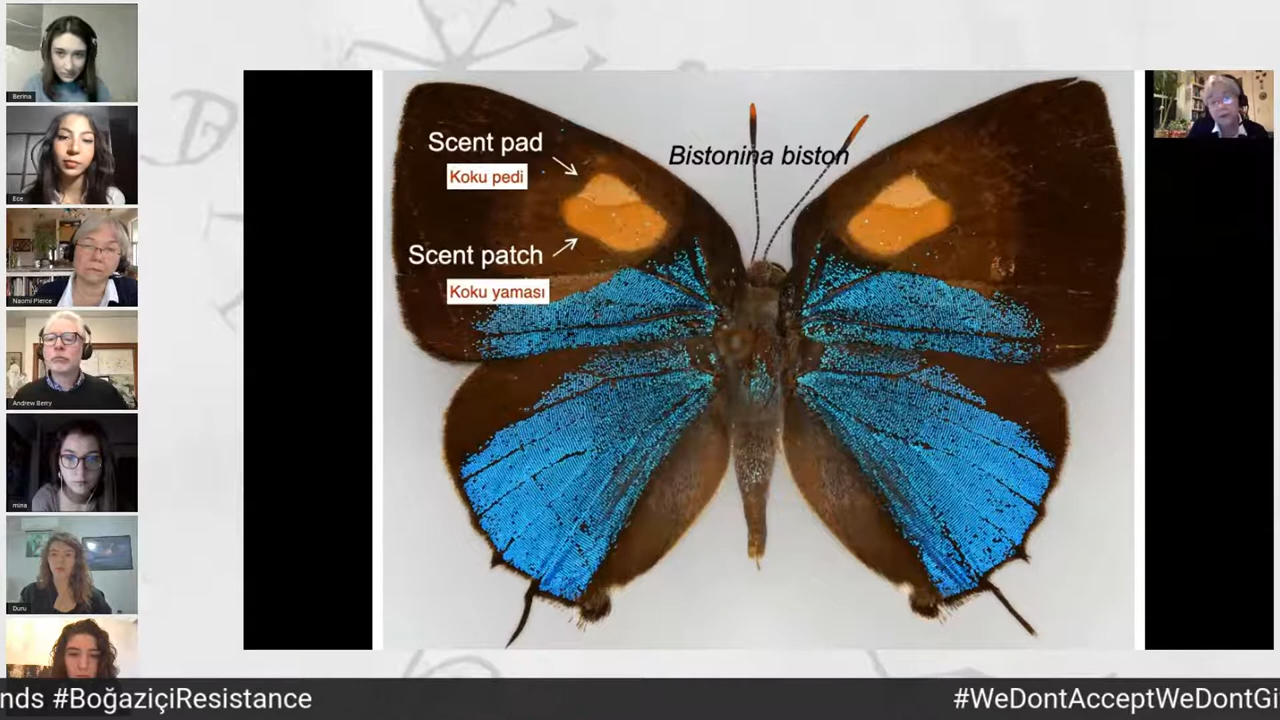 Berina
Ece
Naomi Pierce
Andrew Berry
mina
Duru
Scent pad
Koku pedi
Bistonina biston
Scent patch
Koku yaması
nds #BoğaziçiResistance
#WeDontAcceptWeDontGi